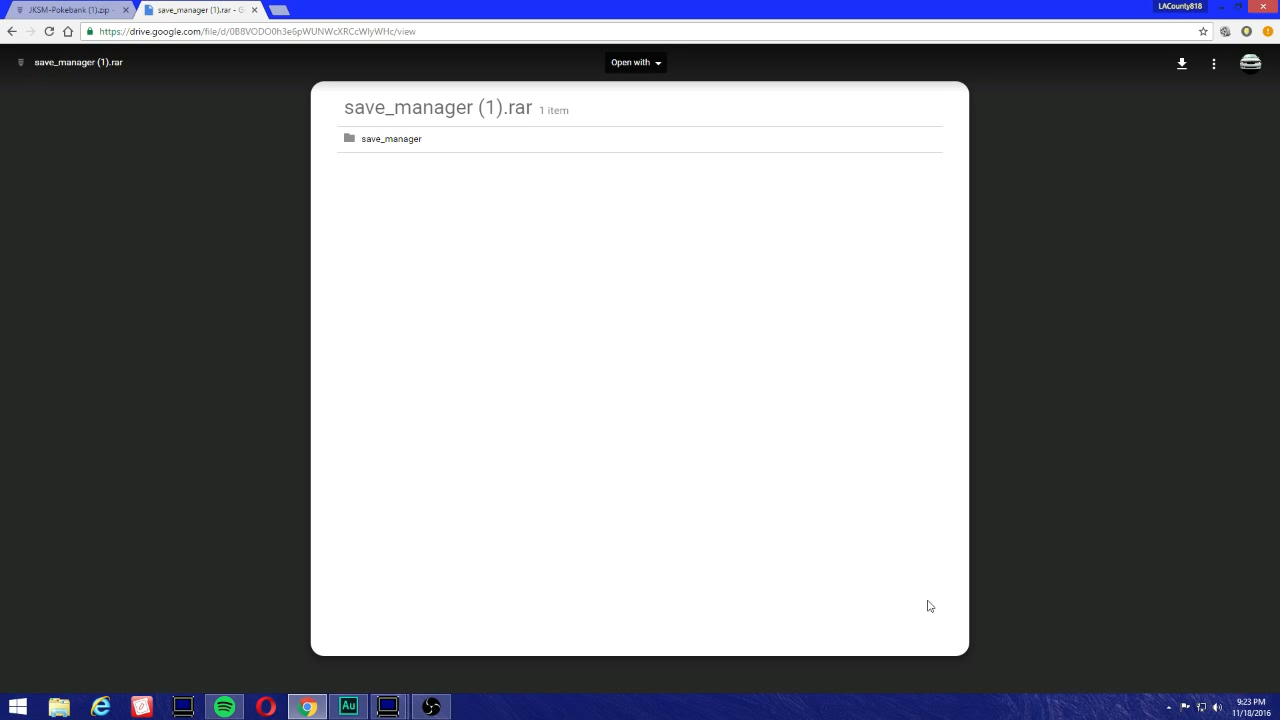 JKSM-Pokebank (1).zip -
save_manager (1).rar - G
LACounty818
https://drive.google.com/file/d/0B8VODO0h3e6pWUNWcXRCcWlyWHc/view
save_manager (1).rar
Open with
save_manager (1).rar 1 item
save_manager
Au
9:23 PM
11/18/2016